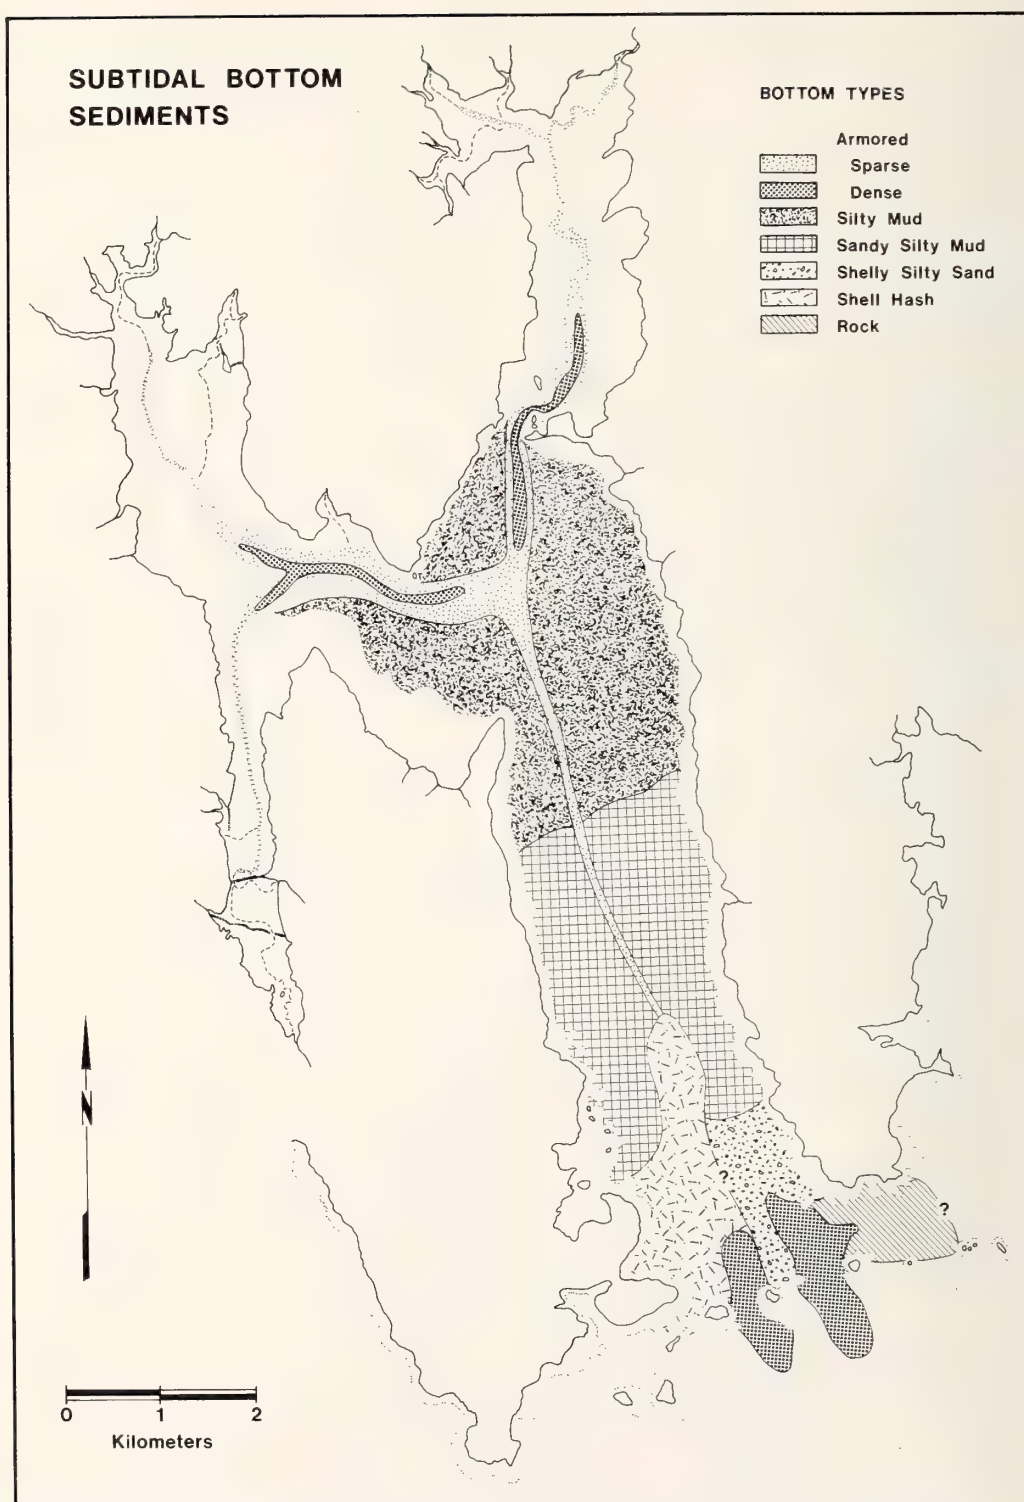 SUBTIDAL BOTTOM
SEDIMENTS
BOTTOM TYPES
Armored
Sparse
Dense
Silty Mud
Sandy Silty Mud
Shelly Silty Sand
Shell Hash
Rock
?
?
N
0 1 2
Kilometers